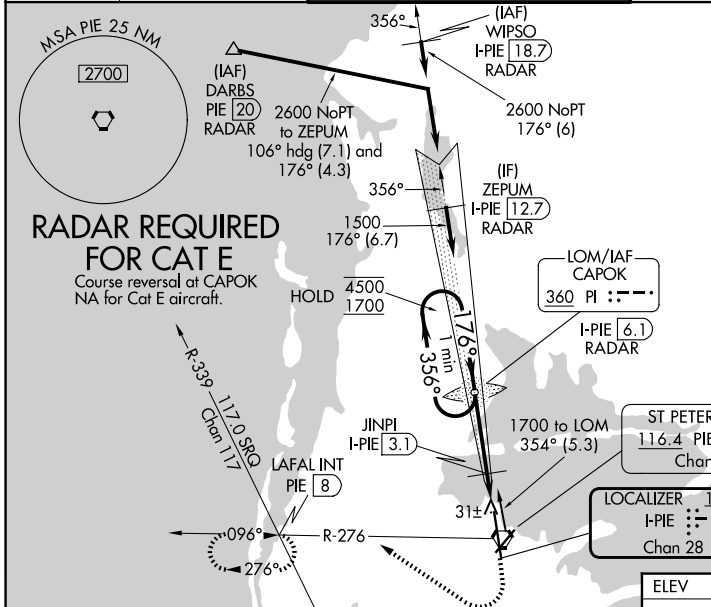 MSA PIE 25 NM
2700
(IAF)
DARBS
PIE 20
RADAR
2600 NoPT
to ZEPUM
106° hdg (7.1) and
176° (4.3)
356°
(IAF)
WIPSO
I-PIE 18.7
RADAR
2600 NoPT
176° (6)
356°
(IF)
ZEPUM
I-PIE 12.7
RADAR
1500
176° (6.7)
RADAR REQUIRED
FOR CAT E
Course reversal at CAPOK
NA for Cat E aircraft.
HOLD
4500
1700
176°
1 min
356°
LOM/IAF
CAPOK
360 PI
I-PIE 6.1
RADAR
R-339
117.0 SRQ
Chan 117
JINPI
I-PIE 3.1
1700 to LOM
354° (5.3)
ST PETER
116.4 PIE
Chan
LAFAL INT
PIE 8
31±
LOCALIZER 1
I-PIE
Chan 28
096°
R-276
276°
ELEV